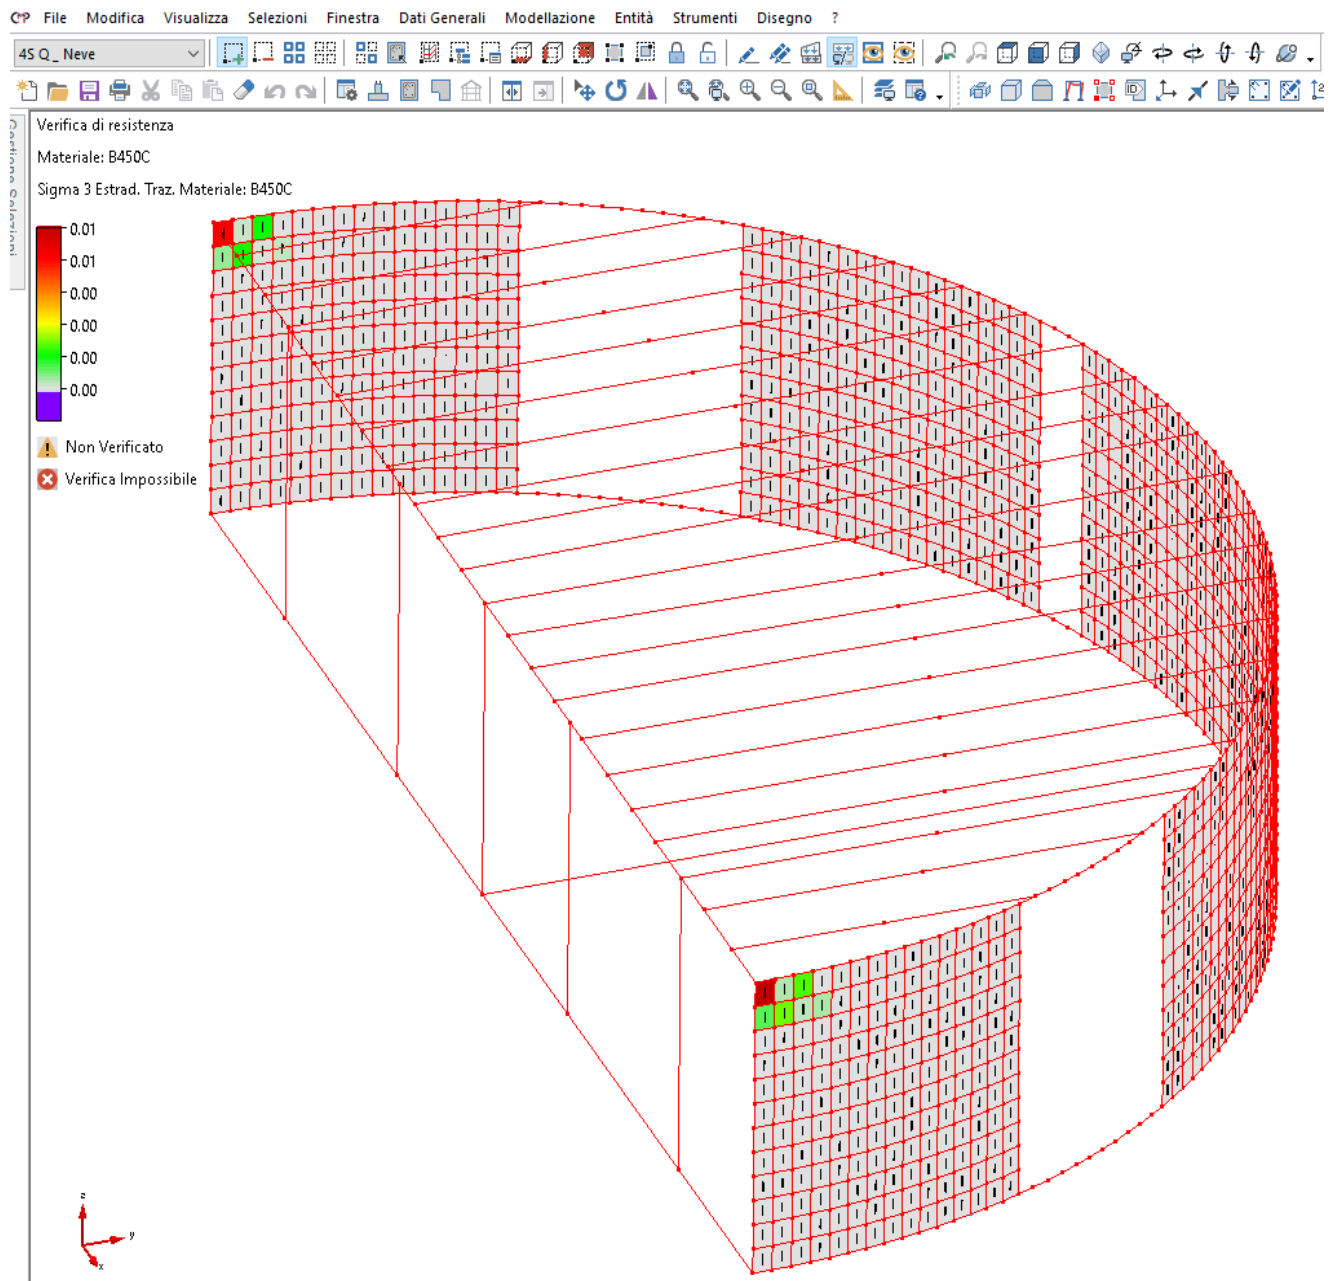 CMP File Modifica Visualizza Selezioni Finestra Dati Generali Modellazione Entità Strumenti Disegno ?
4S Q_ Neve
Verifica di resistenza
Materiale: B450C
Sigma 3 Estrad. Traz. Materiale: B450C
0.01
0.01
0.00
0.00
0.00
0.00
Non Verificato
Verifica Impossibile
z
y
x